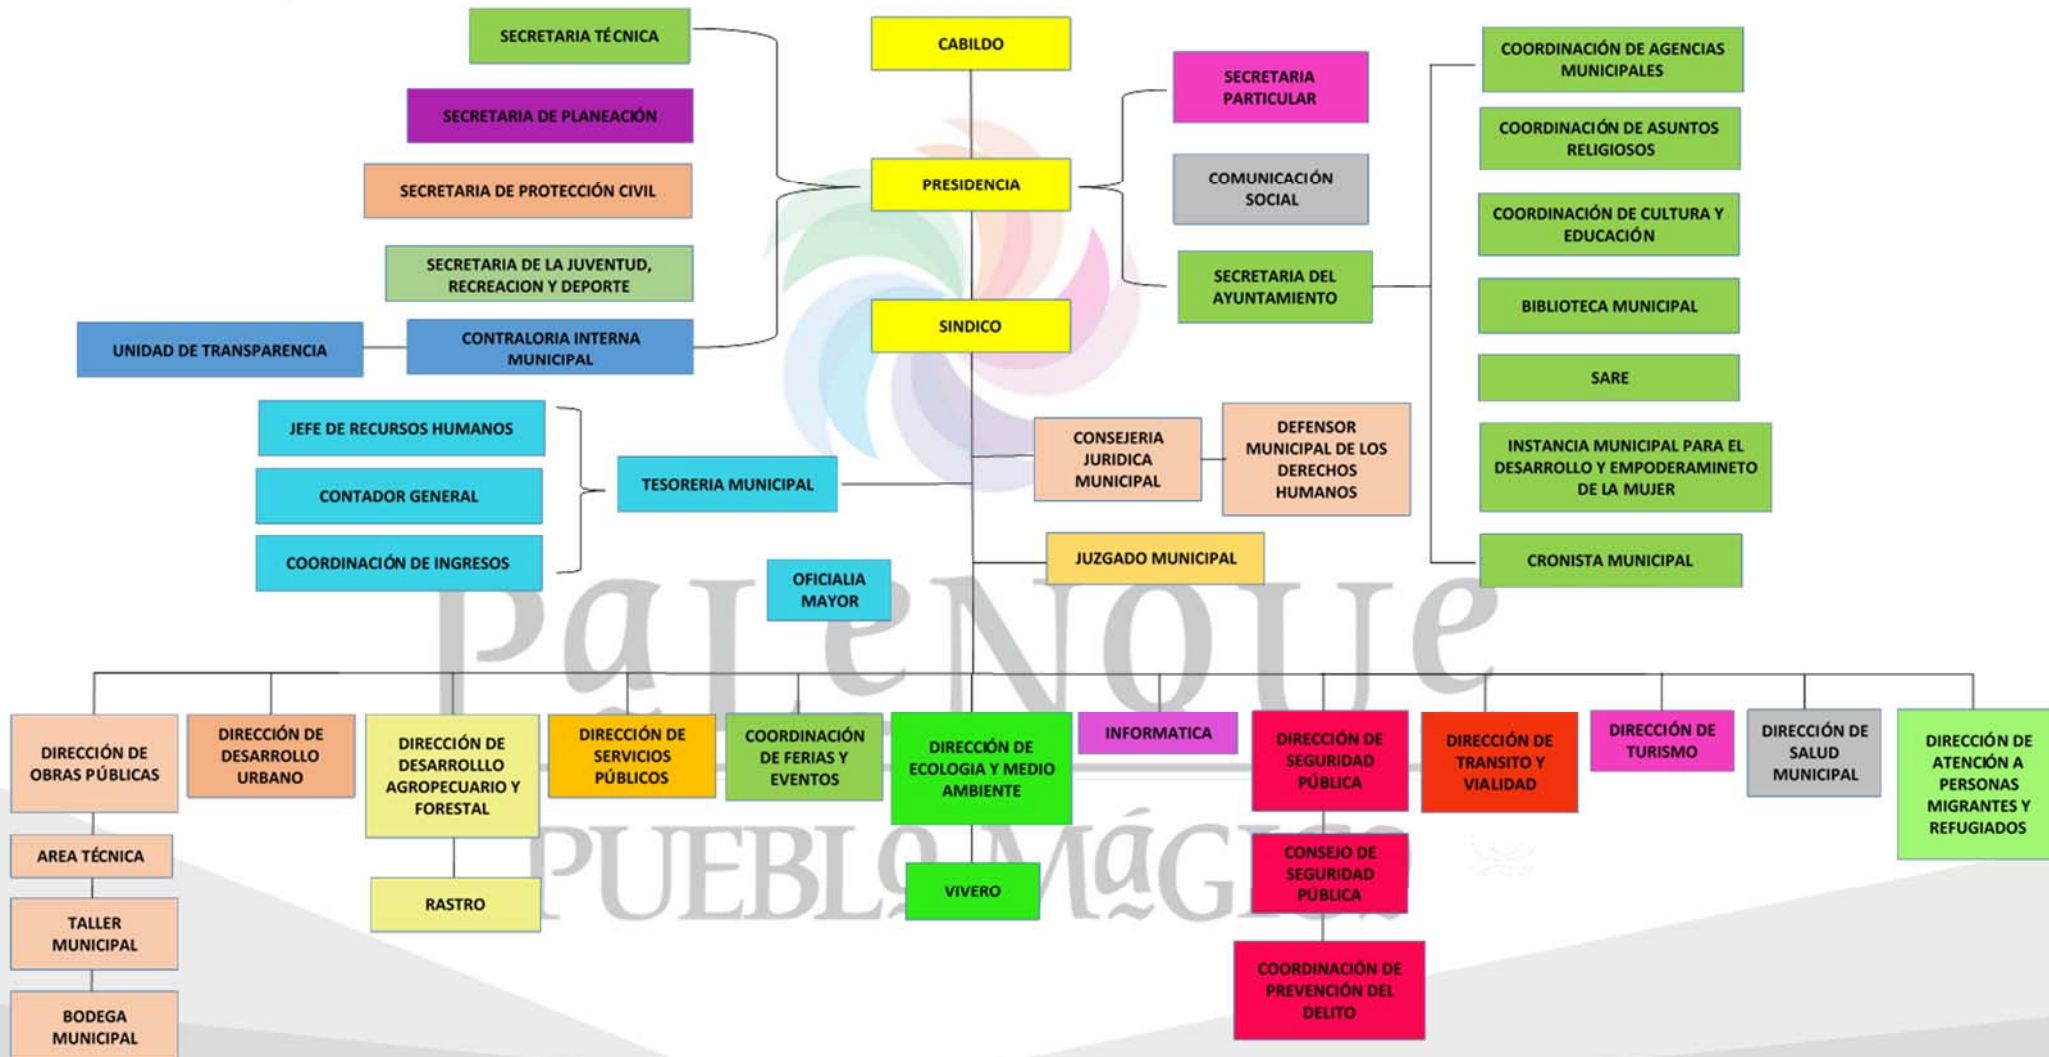 SECRETARIA TÉCNICA
SECRETARIA DE PLANEACIÓN
SECRETARIA DE PROTECCIÓN CIVIL
SECRETARIA DE LA JUVENTUD,
RECREACION Y DEPORTE
UNIDAD DE TRANSPARENCIA
CONTRALORIA INTERNA
MUNICIPAL
CABILDO
PRESIDENCIA
SINDICO
SECRETARIA
PARTICULAR
COMUNICACIÓN
SOCIAL
SECRETARIA DEL
AYUNTAMIENTO
COORDINACIÓN DE AGENCIAS
MUNICIPALES
COORDINACIÓN DE ASUNTOS
RELIGIOSOS
COORDINACIÓN DE CULTURA Y
EDUCACIÓN
BIBLIOTECA MUNICIPAL
SARE
INSTANCIA MUNICIPAL PARA EL
DESARROLLO Y EMPODERAMINETO
DE LA MUJER
CRONISTA MUNICIPAL
JEFE DE RECURSOS HUMANOS
CONTADOR GENERAL
COORDINACIÓN DE INGRESOS
TESORERIA MUNICIPAL
OFICIALIA
MAYOR
CONSEJERIA
JURIDICA
MUNICIPAL
DEFENSOR
MUNICIPAL DE LOS
DERECHOS
HUMANOS
JUZGADO MUNICIPAL
PaLeNQUe
PUEBLO MáGICO
DIRECCIÓN DE
OBRAS PÚBLICAS
AREA TÉCNICA
TALLER
MUNICIPAL
BODEGA
MUNICIPAL
DIRECCIÓN DE
DESARROLLO
URBANO
DIRECCIÓN DE
DESARROLLLO
AGROPECUARIO Y
FORESTAL
RASTRO
DIRECCIÓN DE
SERVICIOS
PÚBLICOS
COORDINACIÓN
DE FERIAS Y
EVENTOS
DIRECCIÓN DE
ECOLOGIA Y MEDIO
AMBIENTE
VIVERO
INFORMATICA
DIRECCIÓN DE
SEGURIDAD
PÚBLICA
CONSEJO DE
SEGURIDAD
PÚBLICA
COORDINACIÓN DE
PREVENCIÓN DEL
DELITO
DIRECCIÓN DE
TRANSITO Y
VIALIDAD
DIRECCIÓN DE
TURISMO
DIRECCIÓN DE
SALUD
MUNICIPAL
DIRECCIÓN DE
ATENCIÓN A
PERSONAS
MIGRANTES Y
REFUGIADOS